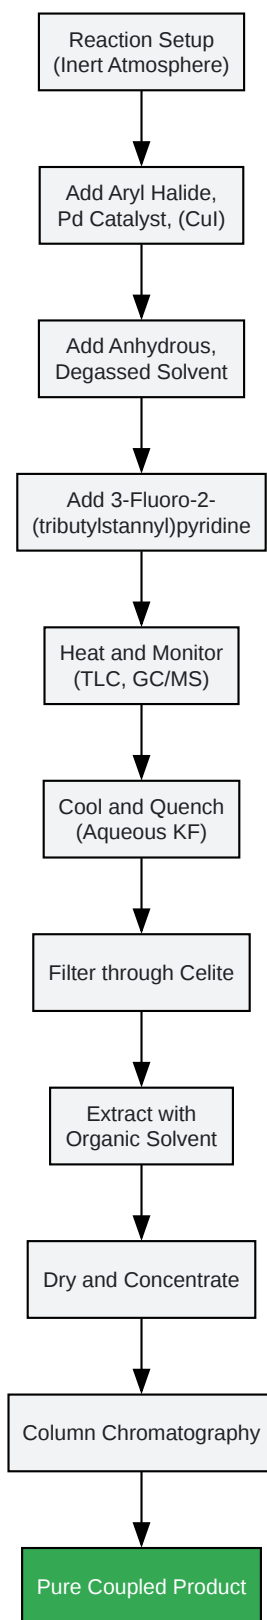 Reaction Setup
(Inert Atmosphere)
Add Aryl Halide,
Pd Catalyst, (CuI)
Add Anhydrous,
Degassed Solvent
Add 3-Fluoro-2-
(tributylstannyl)pyridine
Heat and Monitor
(TLC, GC/MS)
Cool and Quench
(Aqueous KF)
Filter through Celite
Extract with
Organic Solvent
Dry and Concentrate
Column Chromatography
Pure Coupled Product